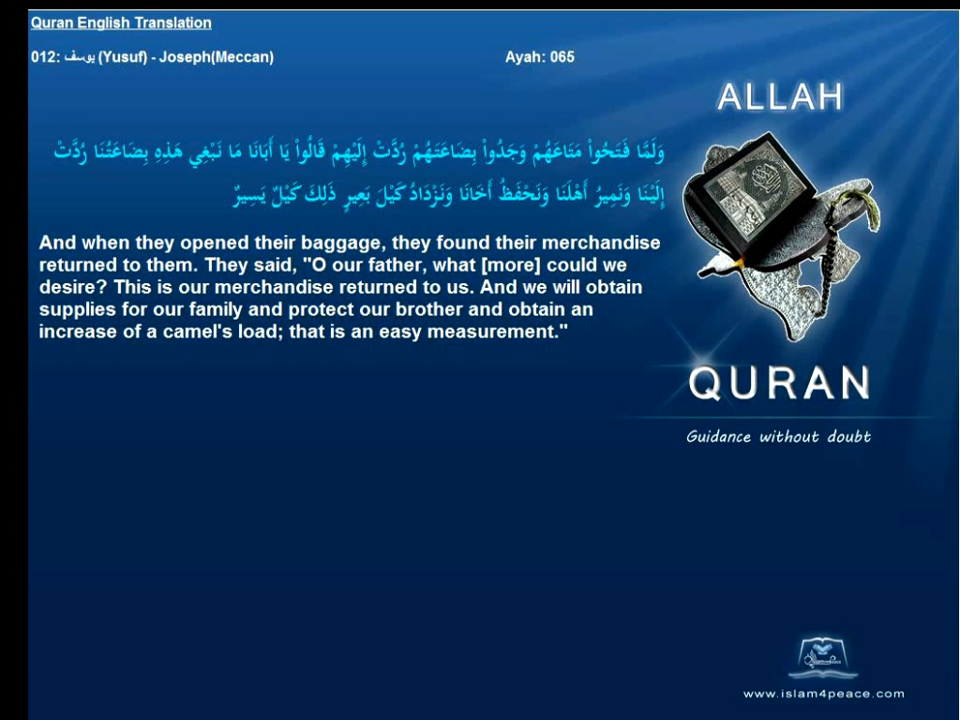 Quran English Translation
012: يوسف (Yusuf) - Joseph(Meccan) Ayah: 065
ALLAH
وَلَمَّا فَتَحُواْ مَتَاعَهُمْ وَجَدُواْ بِضَاعَتَهُمْ رُدَّتْ إِلَيْهِمْ قَالُواْ يَا أَبَانَا مَا نَبْغِي هَذِهِ بِضَاعَتُنَا رُدَّتْ
إِلَيْنَا وَنَمِيرُ أَهْلَنَا وَنَحْفَظُ أَخَانَا وَنَزْدَادُ كَيْلَ بَعِيرٍ ذَلِكَ كَيْلٌ يَسِيرٌ
And when they opened their baggage, they found their merchandise
returned to them. They said, "O our father, what [more] could we
desire? This is our merchandise returned to us. And we will obtain
supplies for our family and protect our brother and obtain an
increase of a camel's load; that is an easy measurement."
QURAN
Guidance without doubt
www.islam4peace.com